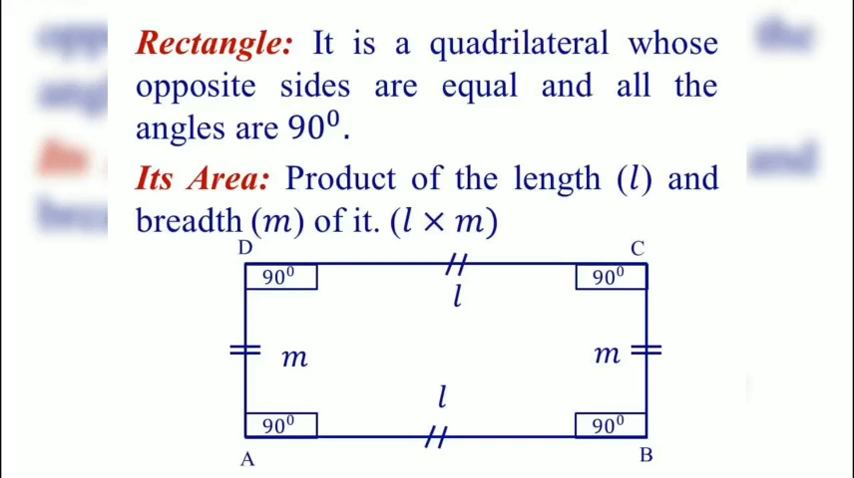 Rectangle: It is a quadrilateral whose
opposite sides are equal and all the
angles are 90⁰.
Its Area: Product of the length (l) and
breadth (m) of it. (l × m)
D C
90⁰ 90⁰
l
m m
l
90⁰ 90⁰
A B